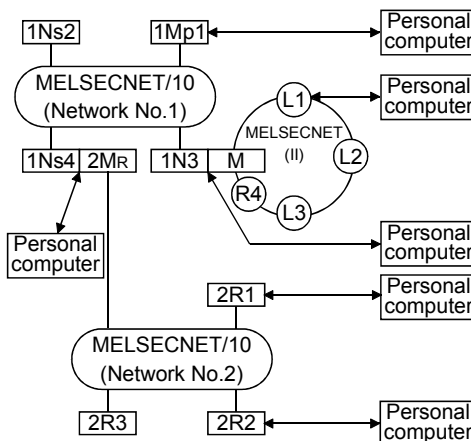 1Ns2
1Mp1
Personal
computer
MELSECNET/10
(Network No.1)
L1
Personal
computer
MELSECNET
(II)
L2
1Ns4
2MR
1N3
M
R4
L3
Personal
computer
Personal
computer
2R1
Personal
computer
MELSECNET/10
(Network No.2)
2R3
2R2
Personal
computer